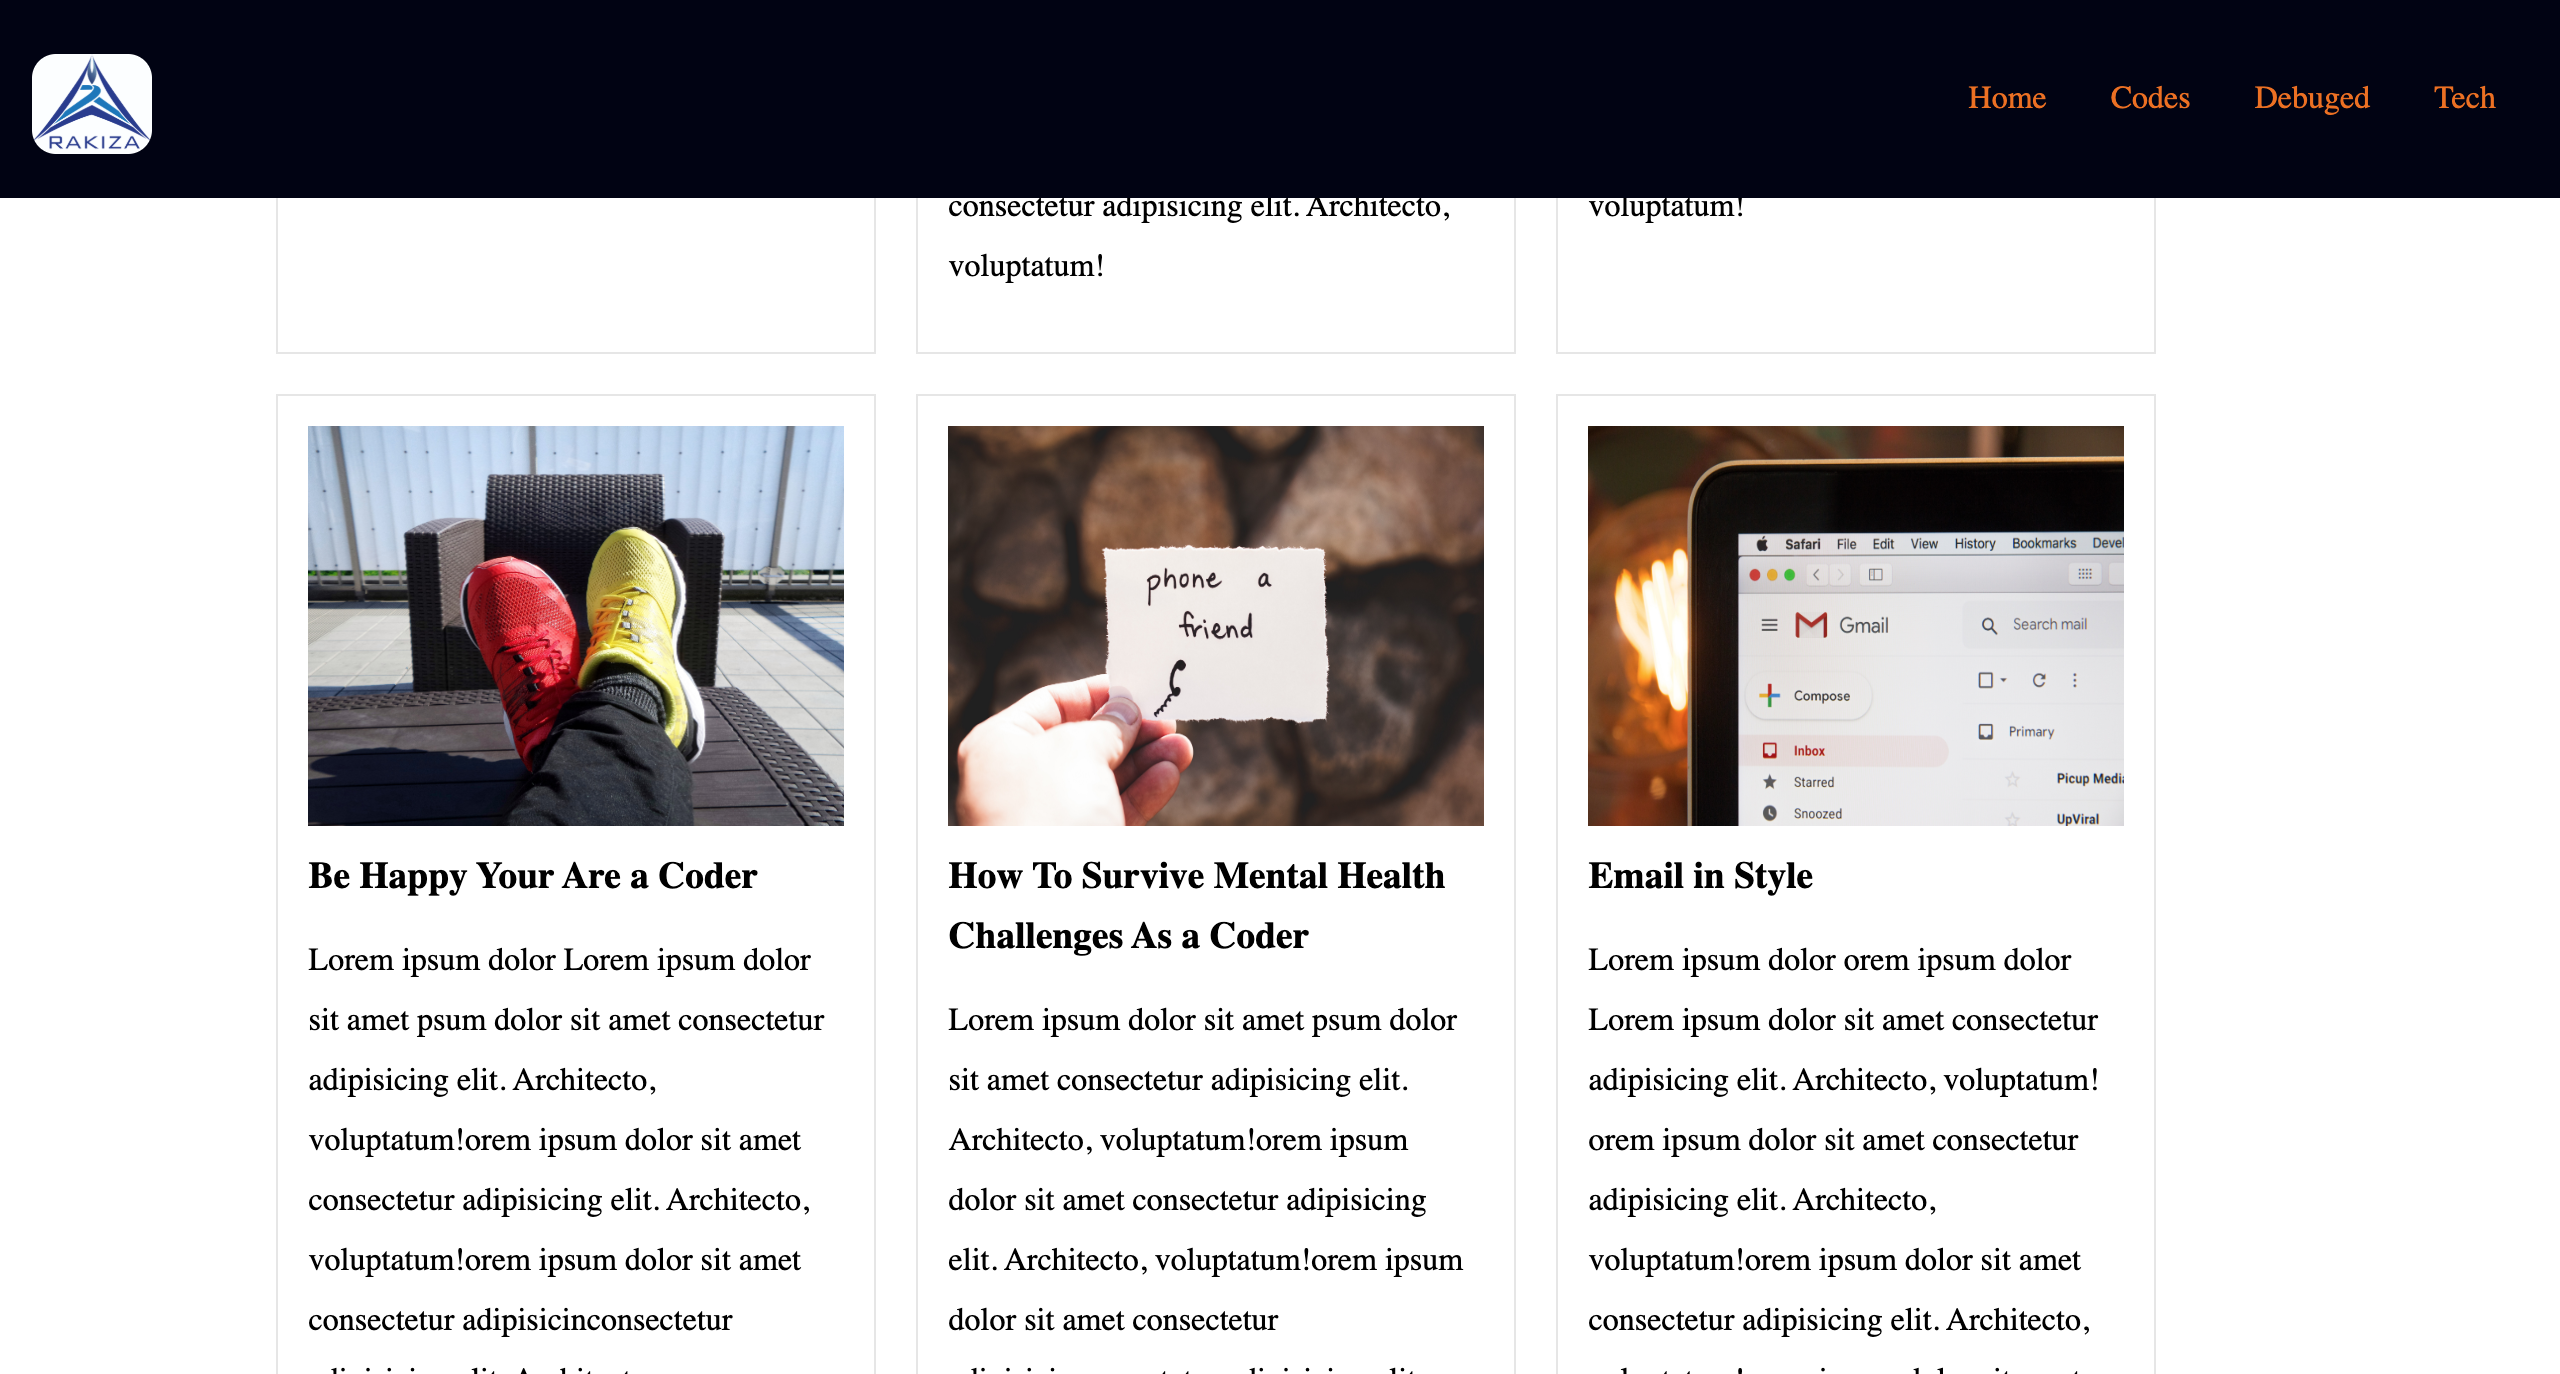 RAKIZA
Home Codes Debuged Tech
consectetur adipisicing elit. Architecto,
voluptatum!
voluptatum!
phone a
friend
Safari File Edit View History Bookmarks Devel
Gmail
Search mail
Compose
Primary
Inbox
Starred
Picup Media
Snoozed
UpViral
Be Happy Your Are a Coder
Lorem ipsum dolor Lorem ipsum dolor
sit amet psum dolor sit amet consectetur
adipisicing elit. Architecto,
voluptatum!orem ipsum dolor sit amet
consectetur adipisicing elit. Architecto,
voluptatum!orem ipsum dolor sit amet
consectetur adipisicinconsectetur
How To Survive Mental Health
Challenges As a Coder
Lorem ipsum dolor sit amet psum dolor
sit amet consectetur adipisicing elit.
Architecto, voluptatum!orem ipsum
dolor sit amet consectetur adipisicing
elit. Architecto, voluptatum!orem ipsum
dolor sit amet consectetur
Email in Style
Lorem ipsum dolor orem ipsum dolor
Lorem ipsum dolor sit amet consectetur
adipisicing elit. Architecto, voluptatum!
orem ipsum dolor sit amet consectetur
adipisicing elit. Architecto,
voluptatum!orem ipsum dolor sit amet
consectetur adipisicing elit. Architecto,